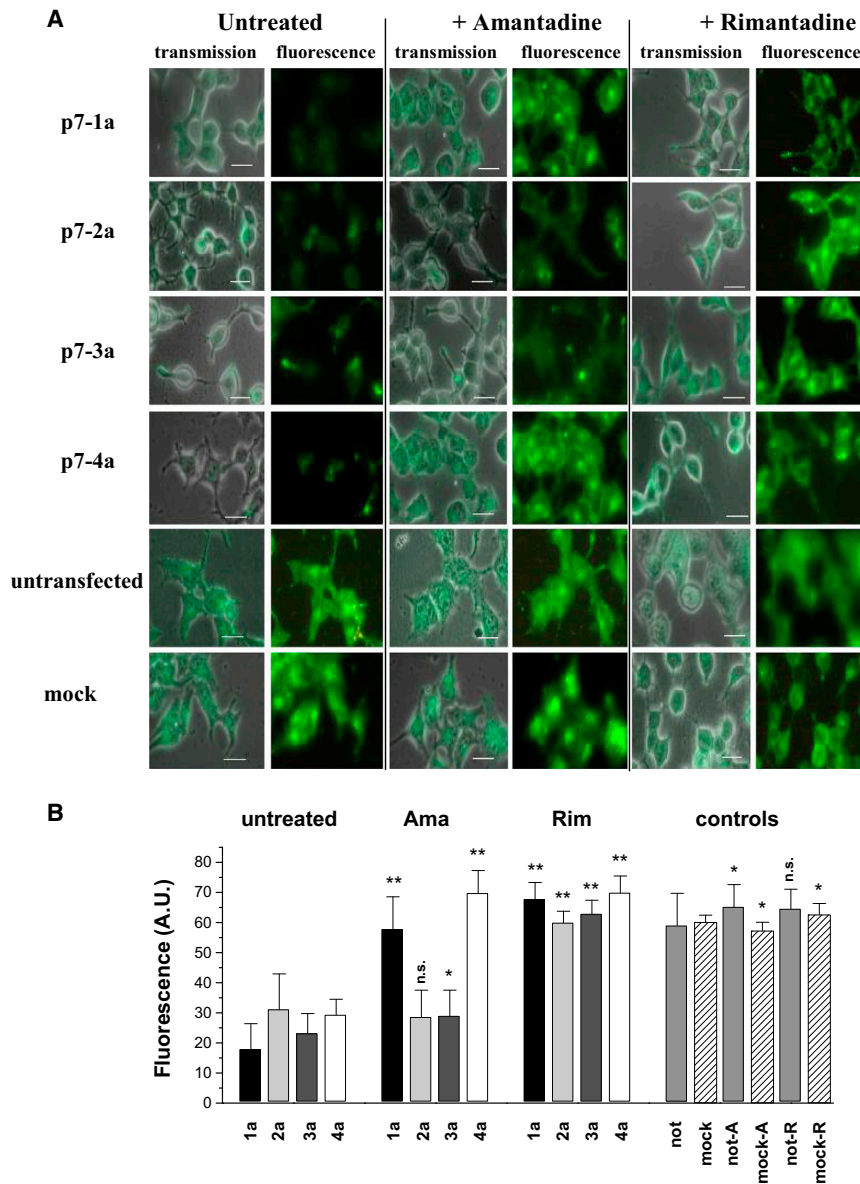 A
Untreated + Amantadine + Rimantadine
transmission fluorescence transmission fluorescence transmission fluorescence
p7-1a
p7-2a
p7-3a
p7-4a
untransfected
mock
B
untreated Ama Rim controls
Fluorescence (A.U.)
80
70
60
50
40
30
20
10
0
** n.s. * **
** ** ** **
* * n.s. *
1a 2a 3a 4a 1a 2a 3a 4a 1a 2a 3a 4a not mock not-A mock-A not-R mock-R